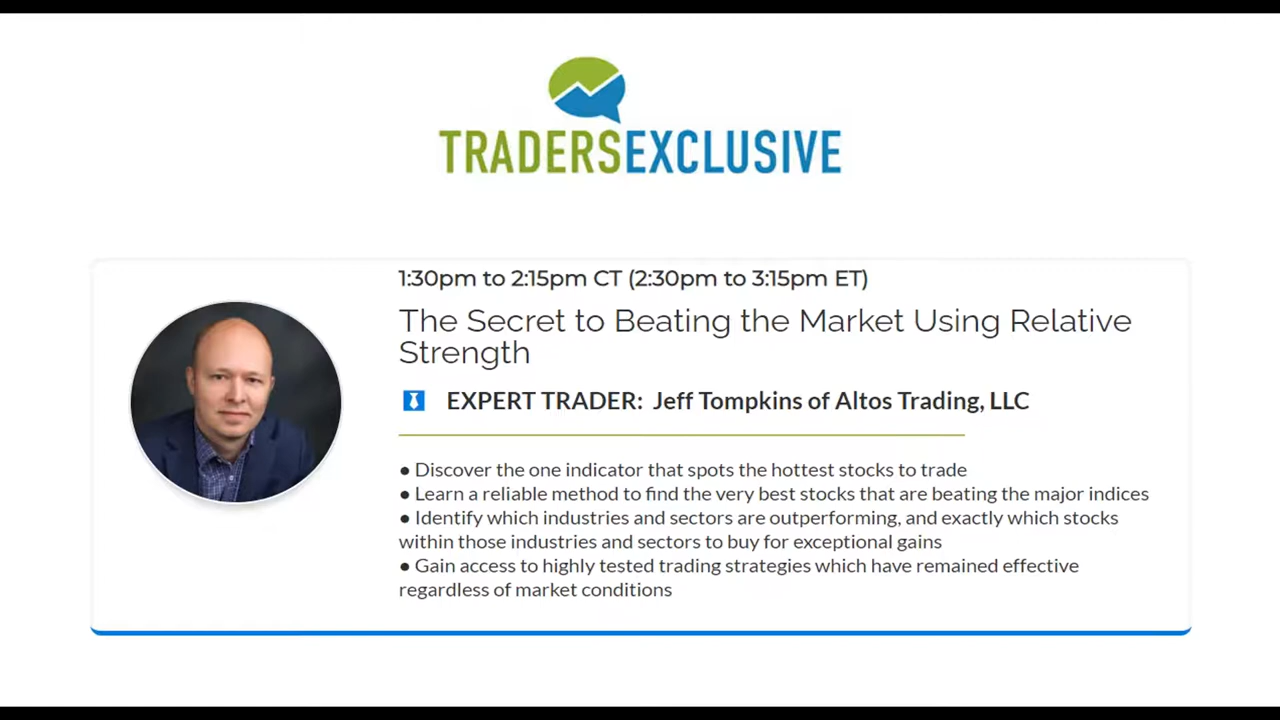 TRADERSEXCLUSIVE
1:30pm to 2:15pm CT (2:30pm to 3:15pm ET)
The Secret to Beating the Market Using Relative
Strength
EXPERT TRADER: Jeff Tompkins of Altos Trading, LLC
● Discover the one indicator that spots the hottest stocks to trade
● Learn a reliable method to find the very best stocks that are beating the major indices
● Identify which industries and sectors are outperforming, and exactly which stocks
within those industries and sectors to buy for exceptional gains
● Gain access to highly tested trading strategies which have remained effective
regardless of market conditions